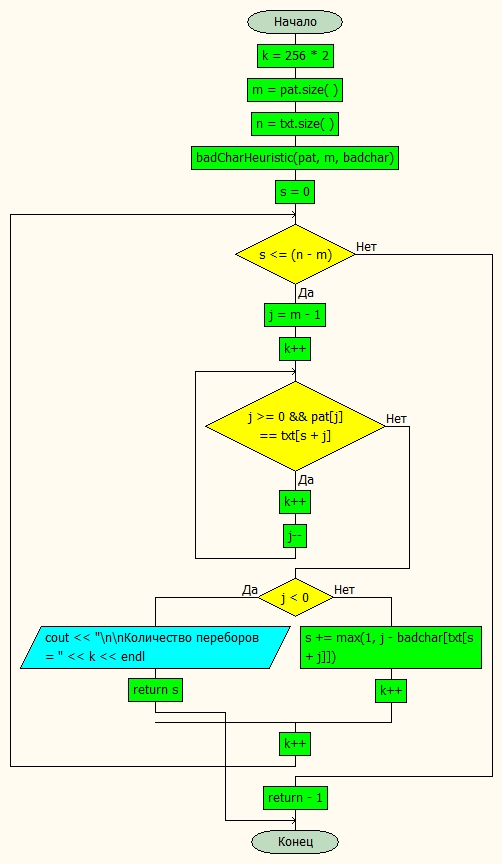 Начало
k = 256 * 2
m = pat.size( )
n = txt.size( )
badCharHeuristic(pat, m, badchar)
s = 0
s <= (n - m)
Нет
Да
j = m - 1
k++
j >= 0 && pat[j]
== txt[s + j]
Нет
Да
k++
j--
Да
j < 0
Нет
cout << "\n\nКоличество переборов
= " << k << endl
s += max(1, j - badchar[txt[s
+ j]])
return s
k++
k++
return - 1
Конец